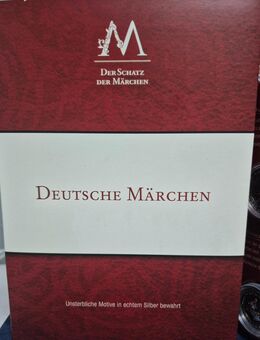 M
DER SCHATZ
DER MÄRCHEN
DEUTSCHE MÄRCHEN
Unsterbliche Motive in echtem Silber bewahrt